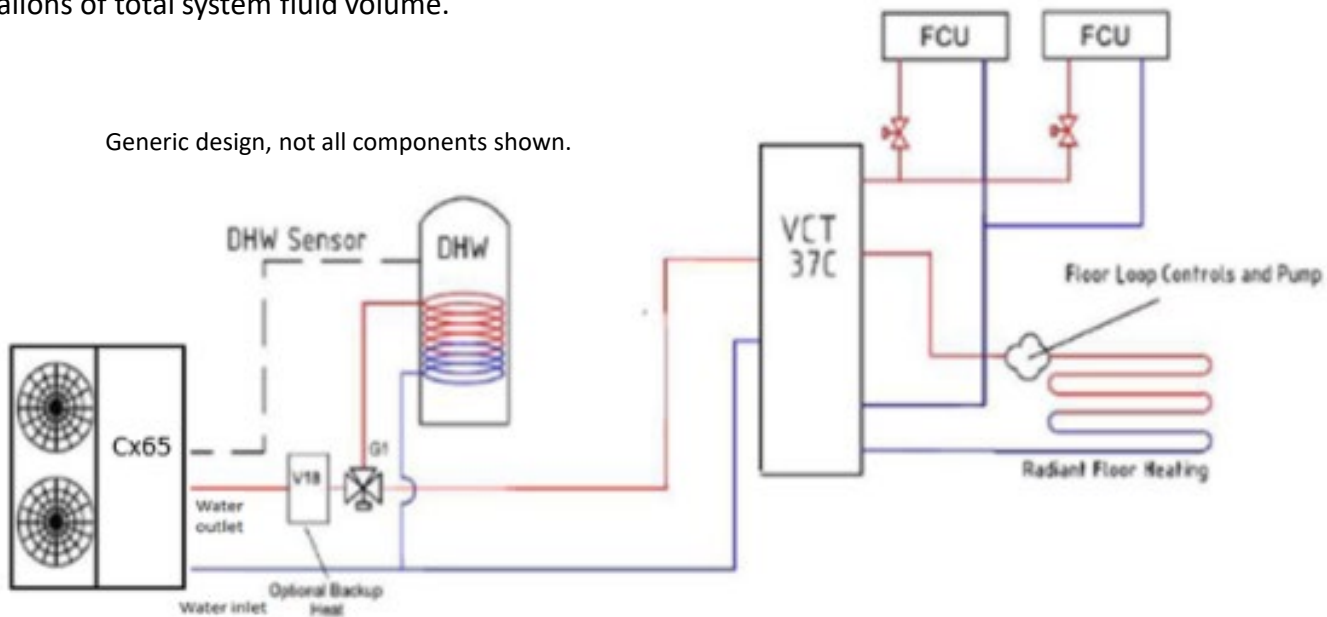 allons of total system fluid volume.
FCU
FCU
Generic design, not all components shown.
VCT
37C
DHW Sensor
DHW
Floor Loop Controls and Pump
Cx65
G1
V18
Water
outlet
Radiant Floor Heating
Optional Backup
Heat
Water inlet